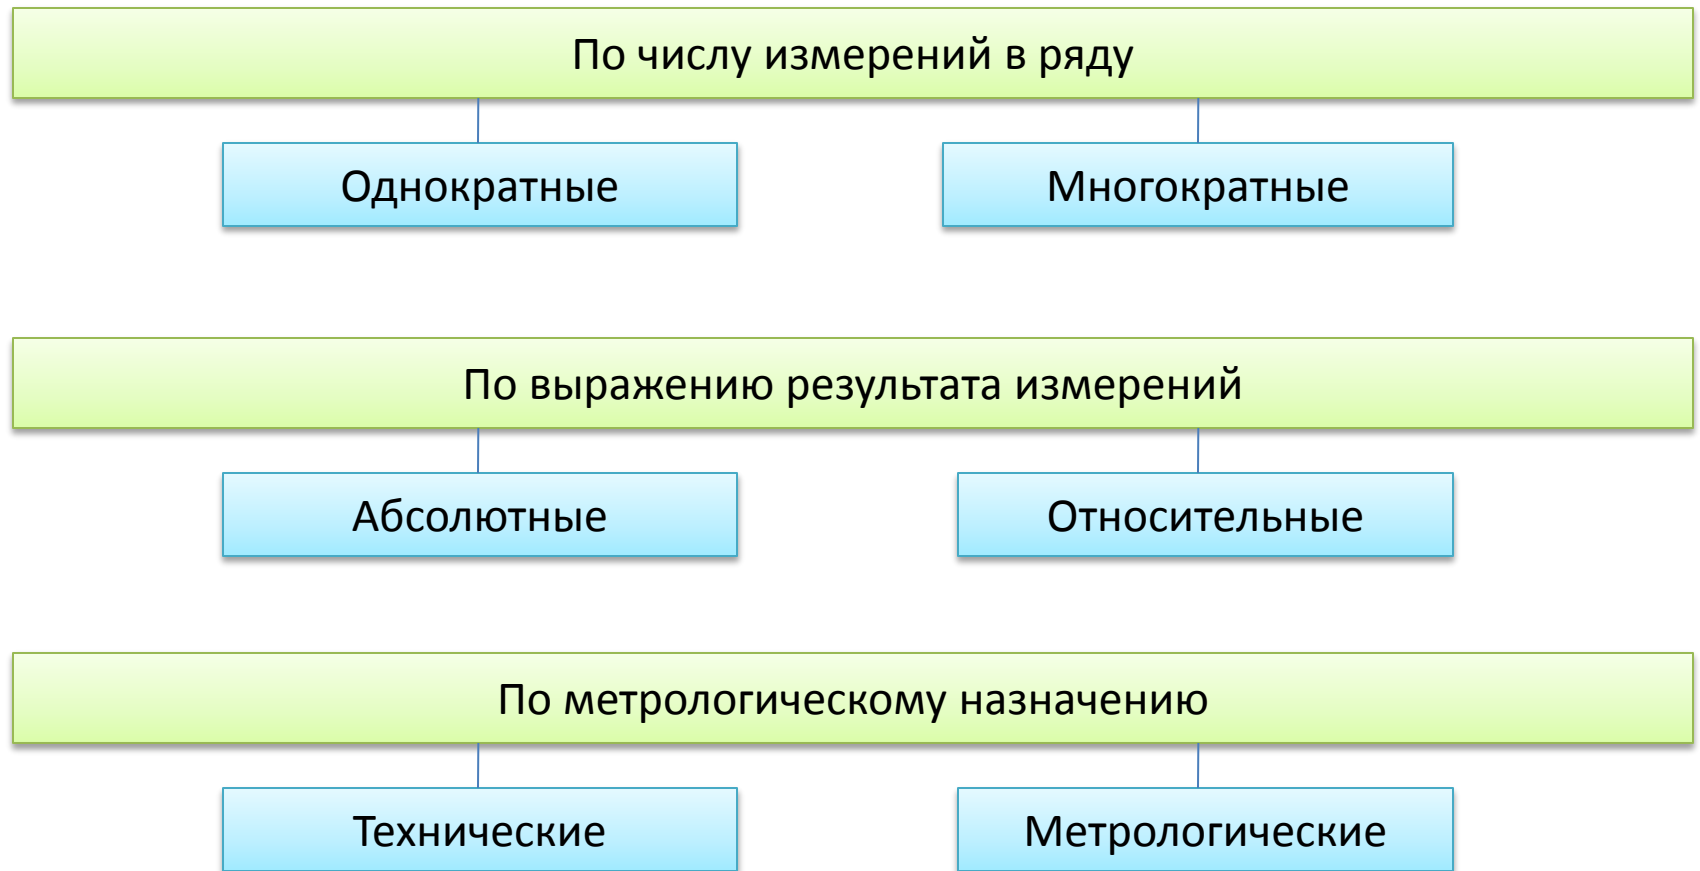 По числу измерений в ряду
Однократные
Многократные
По выражению результата измерений
Абсолютные
Относительные
По метрологическому назначению
Технические
Метрологические